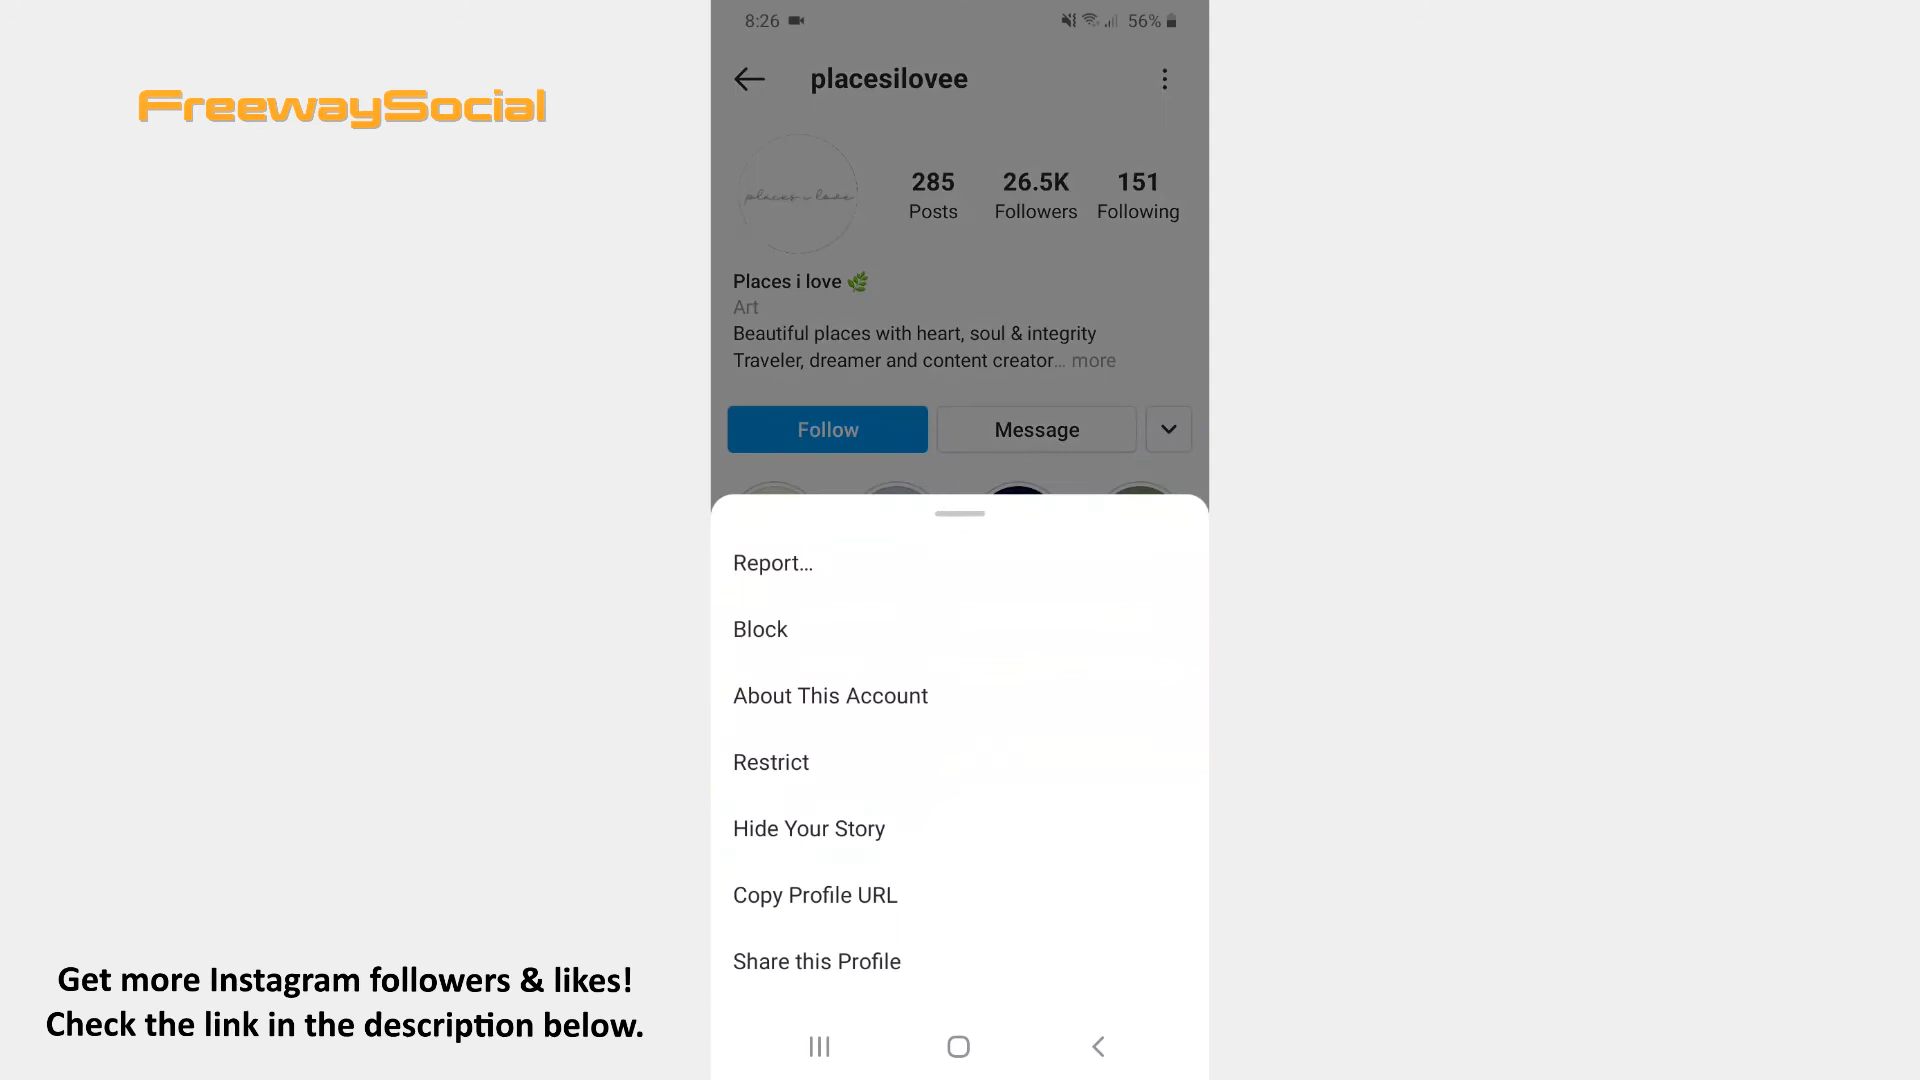 8:26
56%
FreewaySocial
placesilovee
places i love
285
26.5K
151
Posts
Followers
Following
Places i love 🌿
Art
Beautiful places with heart, soul & integrity
Traveler, dreamer and content creator… more
Follow
Message
Report…
Block
About This Account
Restrict
Hide Your Story
Copy Profile URL
Share this Profile
Get more Instagram followers & likes!
Check the link in the description below.